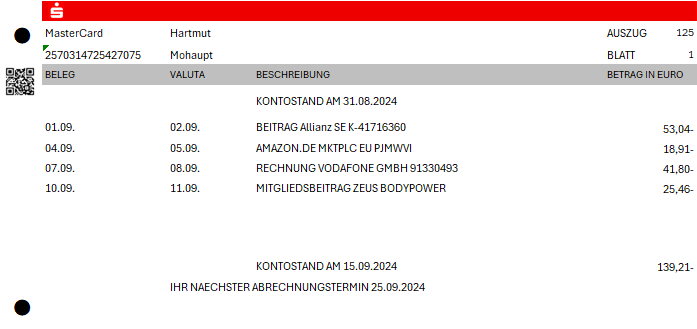 MasterCard Hartmut AUSZUG 125
2570314725427075 Mohaupt BLATT 1
BELEG VALUTA BESCHREIBUNG BETRAG IN EURO
KONTOSTAND AM 31.08.2024
01.09. 02.09. BEITRAG Allianz SE K-41716360 53,04-
04.09. 05.09. AMAZON.DE MKTPLC EU PJMWVI 18,91-
07.09. 08.09. RECHNUNG VODAFONE GMBH 91330493 41,80-
10.09. 11.09. MITGLIEDSBEITRAG ZEUS BODYPOWER 25,46-
KONTOSTAND AM 15.09.2024 139,21-
IHR NAECHSTER ABRECHNUNGSTERMIN 25.09.2024